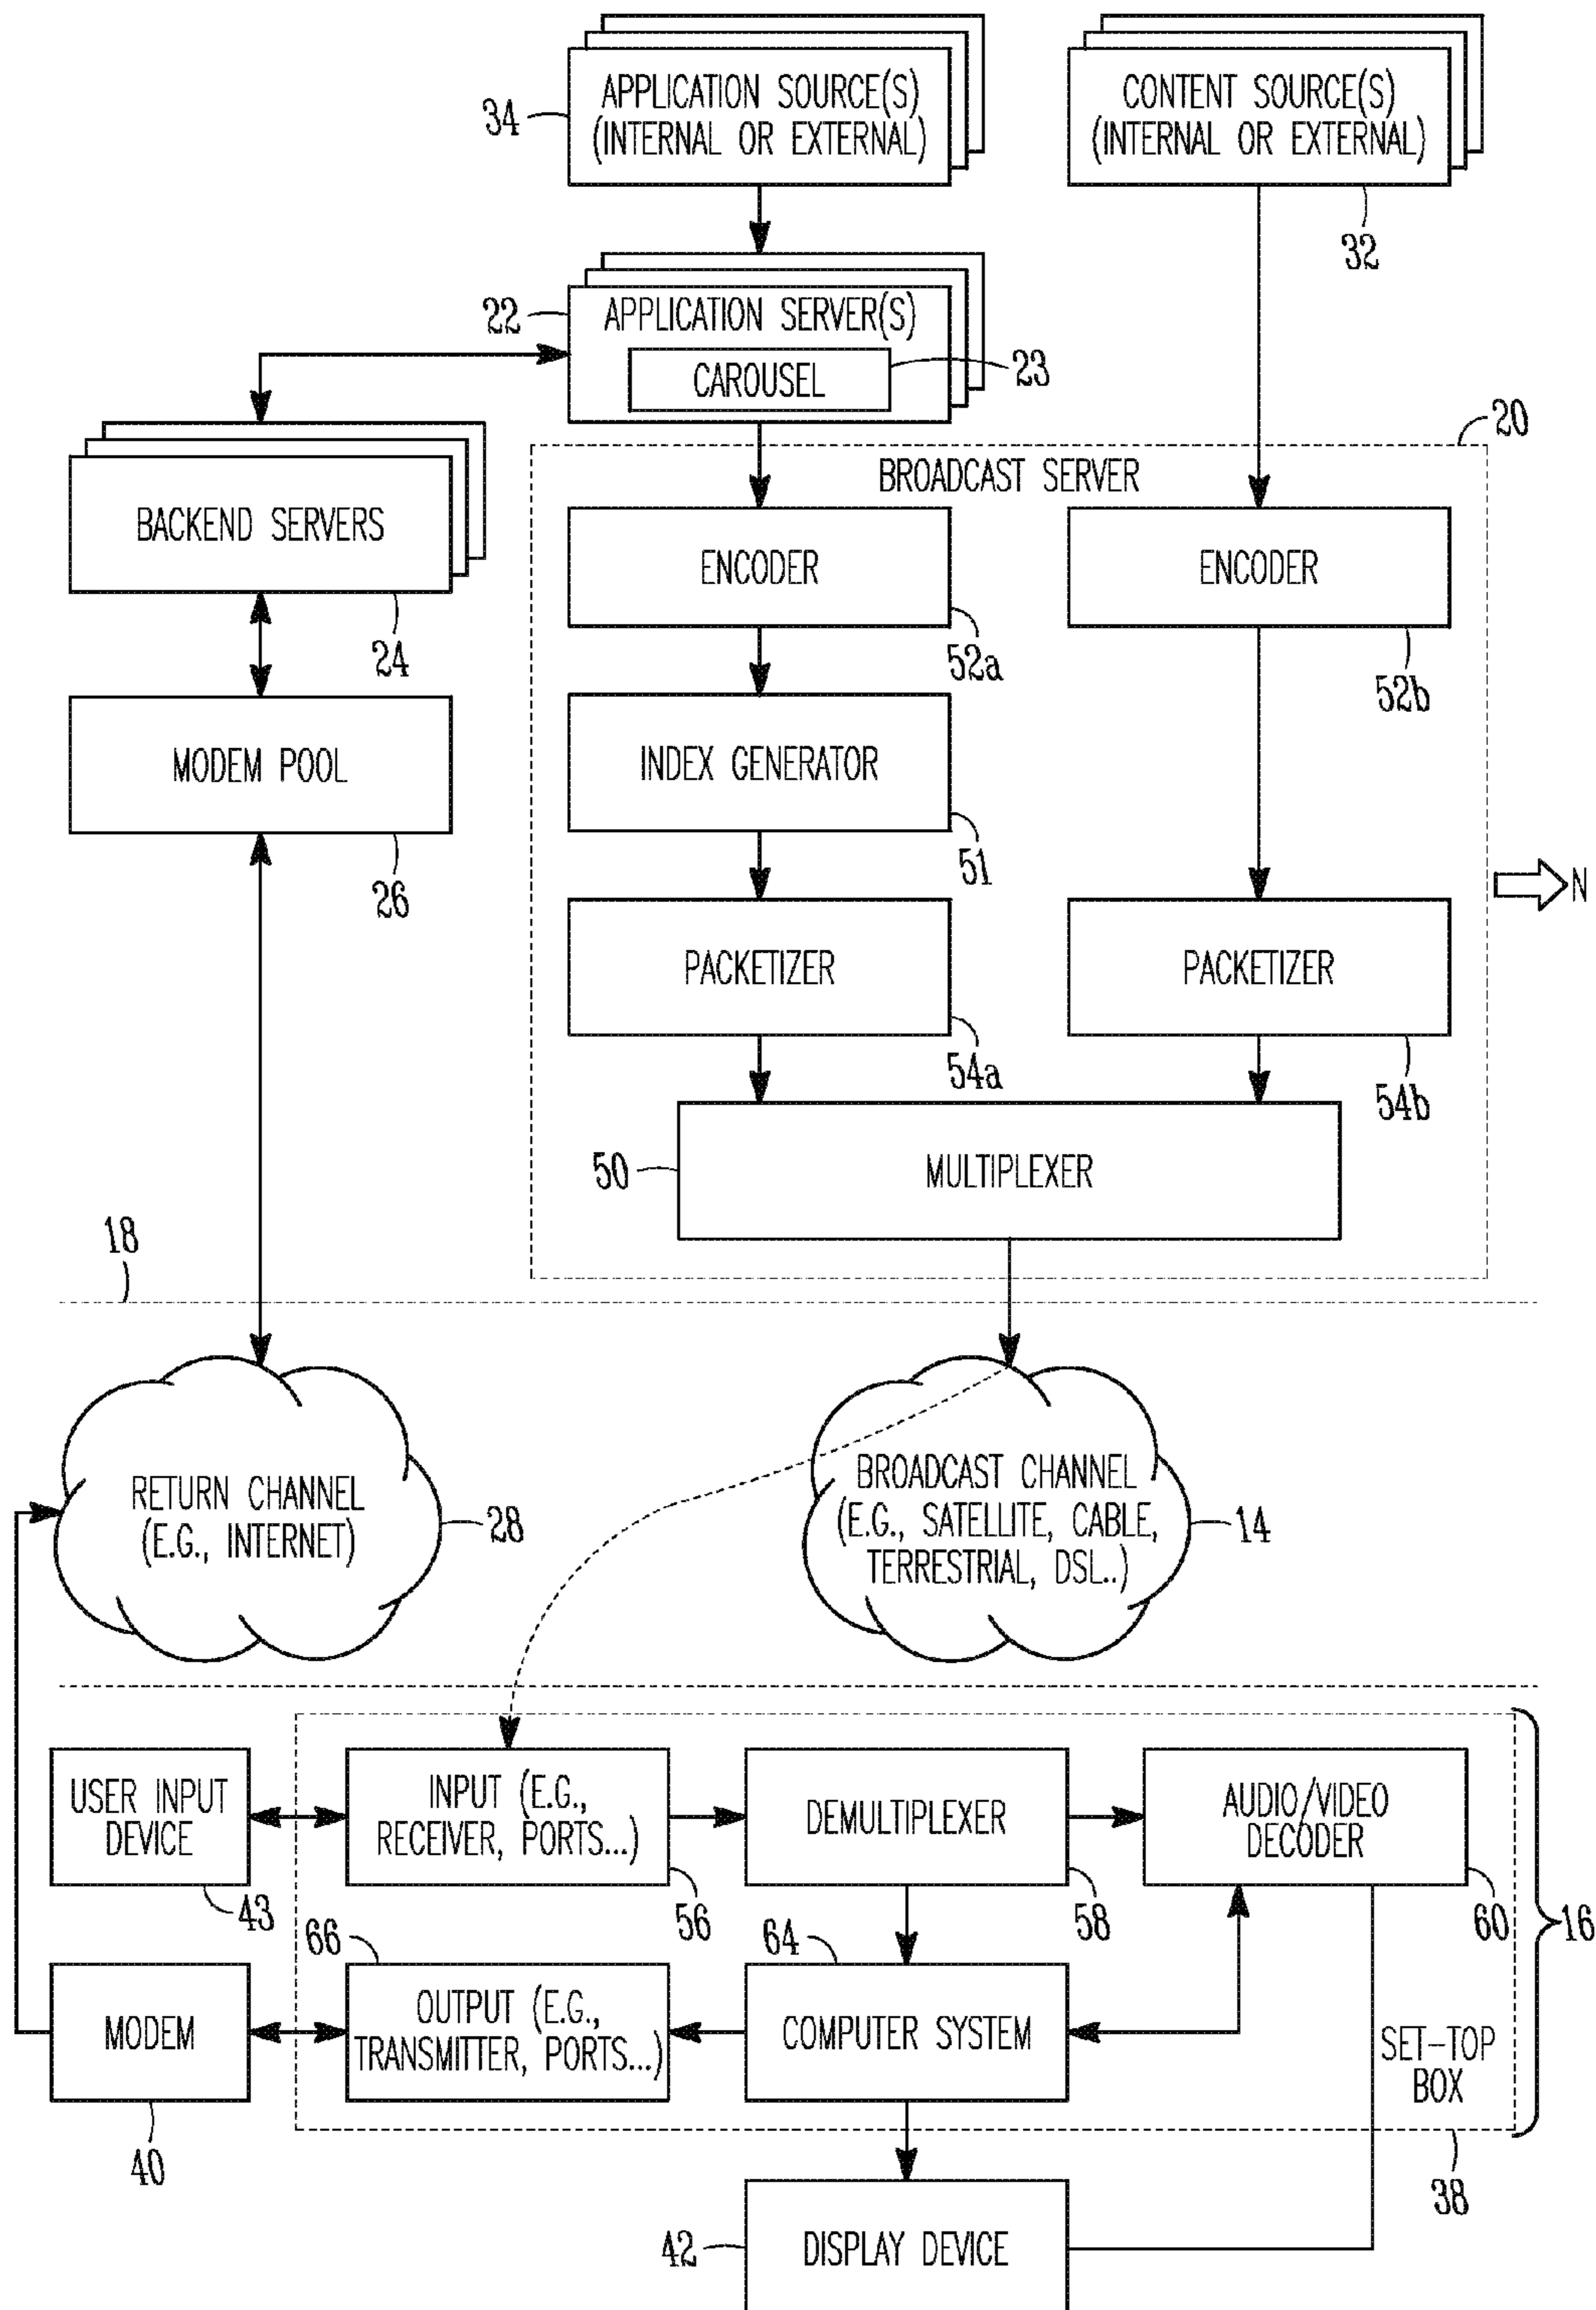 APPLICATION SOURCE(S)
(INTERNAL OR EXTERNAL)
34
CONTENT SOURCE(S)
(INTERNAL OR EXTERNAL)
32
22
APPLICATION SERVER(S)
CAROUSEL
23
20
BROADCAST SERVER
BACKEND SERVERS
24
ENCODER
52a
ENCODER
52b
MODEM POOL
26
INDEX GENERATOR
51
N
PACKETIZER
54a
PACKETIZER
54b
50
MULTIPLEXER
18
RETURN CHANNEL
(E.G., INTERNET)
28
BROADCAST CHANNEL
(E.G., SATELLITE, CABLE,
TERRESTRIAL, DSL..)
14
USER INPUT
DEVICE
43
INPUT (E.G.,
RECEIVER, PORTS...)
56
DEMULTIPLEXER
58
AUDIO/VIDEO
DECODER
60
16
MODEM
40
66
OUTPUT (E.G.,
TRANSMITTER, PORTS...)
64
COMPUTER SYSTEM
SET-TOP
BOX
38
42
DISPLAY DEVICE